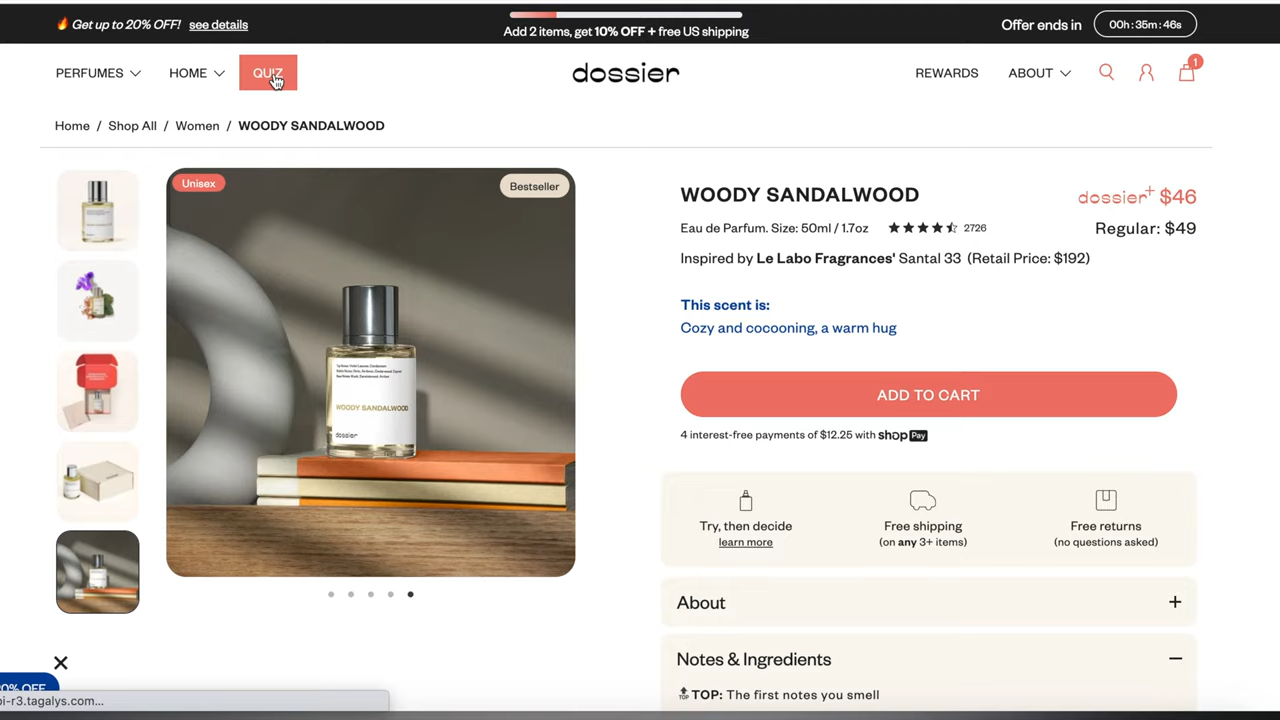 🔥 Get up to 20% OFF! see details
Add 2 items, get 10% OFF + free US shipping
Offer ends in 00h : 35m : 46s
PERFUMES HOME QUIZ
dossier
REWARDS ABOUT 1
Home / Shop All / Women / WOODY SANDALWOOD
Unisex
Bestseller
WOODY SANDALWOOD
dossier
WOODY SANDALWOOD
dossier+ $46
Eau de Parfum. Size: 50ml / 1.7oz 2726
Regular: $49
Inspired by Le Labo Fragrances' Santal 33 (Retail Price: $192)
This scent is:
Cozy and cocooning, a warm hug
ADD TO CART
4 interest-free payments of $12.25 with shop Pay
Try, then decide
learn more
Free shipping
(on any 3+ items)
Free returns
(no questions asked)
About +
Notes & Ingredients −
TOP: The first notes you smell
0% OFF
pi-r3.tagalys.com...